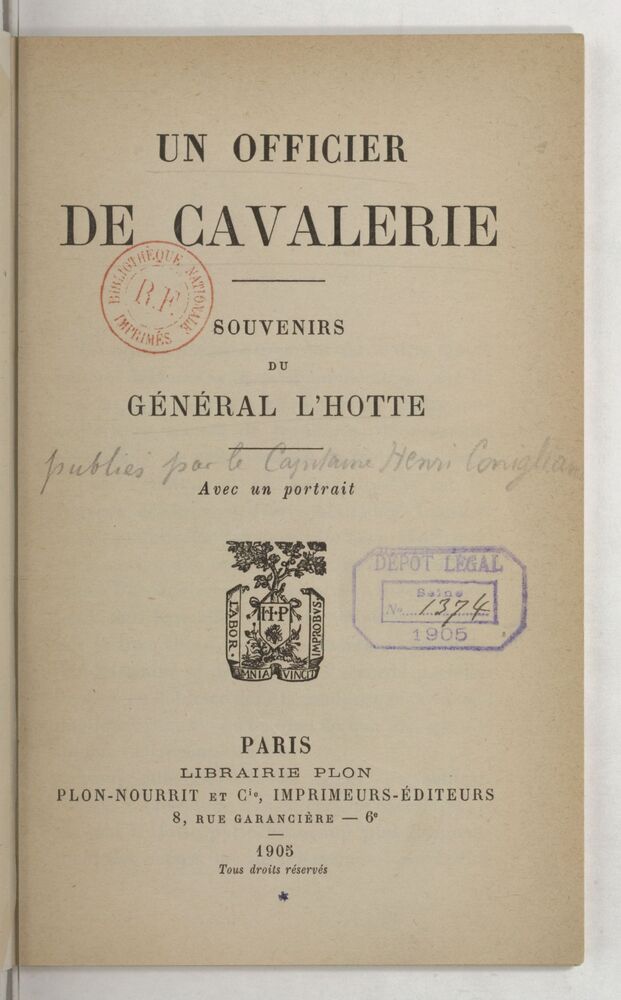 UN OFFICIER
DE CAVALERIE
BIBLIOTHÈQUE NATIONALE
R.F.
IMPRIMÉS
SOUVENIRS
DU
GÉNÉRAL L'HOTTE
publiés par le Capitaine Henri
Avec un portrait
DÉPOT LÉGAL
Seine
No 1374
1905
H·P
LABOR·
IMPROBVS·
OMNIA VINCIT
PARIS
LIBRAIRIE PLON
PLON-NOURRIT ET Cie, IMPRIMEURS-ÉDITEURS
8, RUE GARANCIÈRE — 6e
1905
Tous droits réservés
*